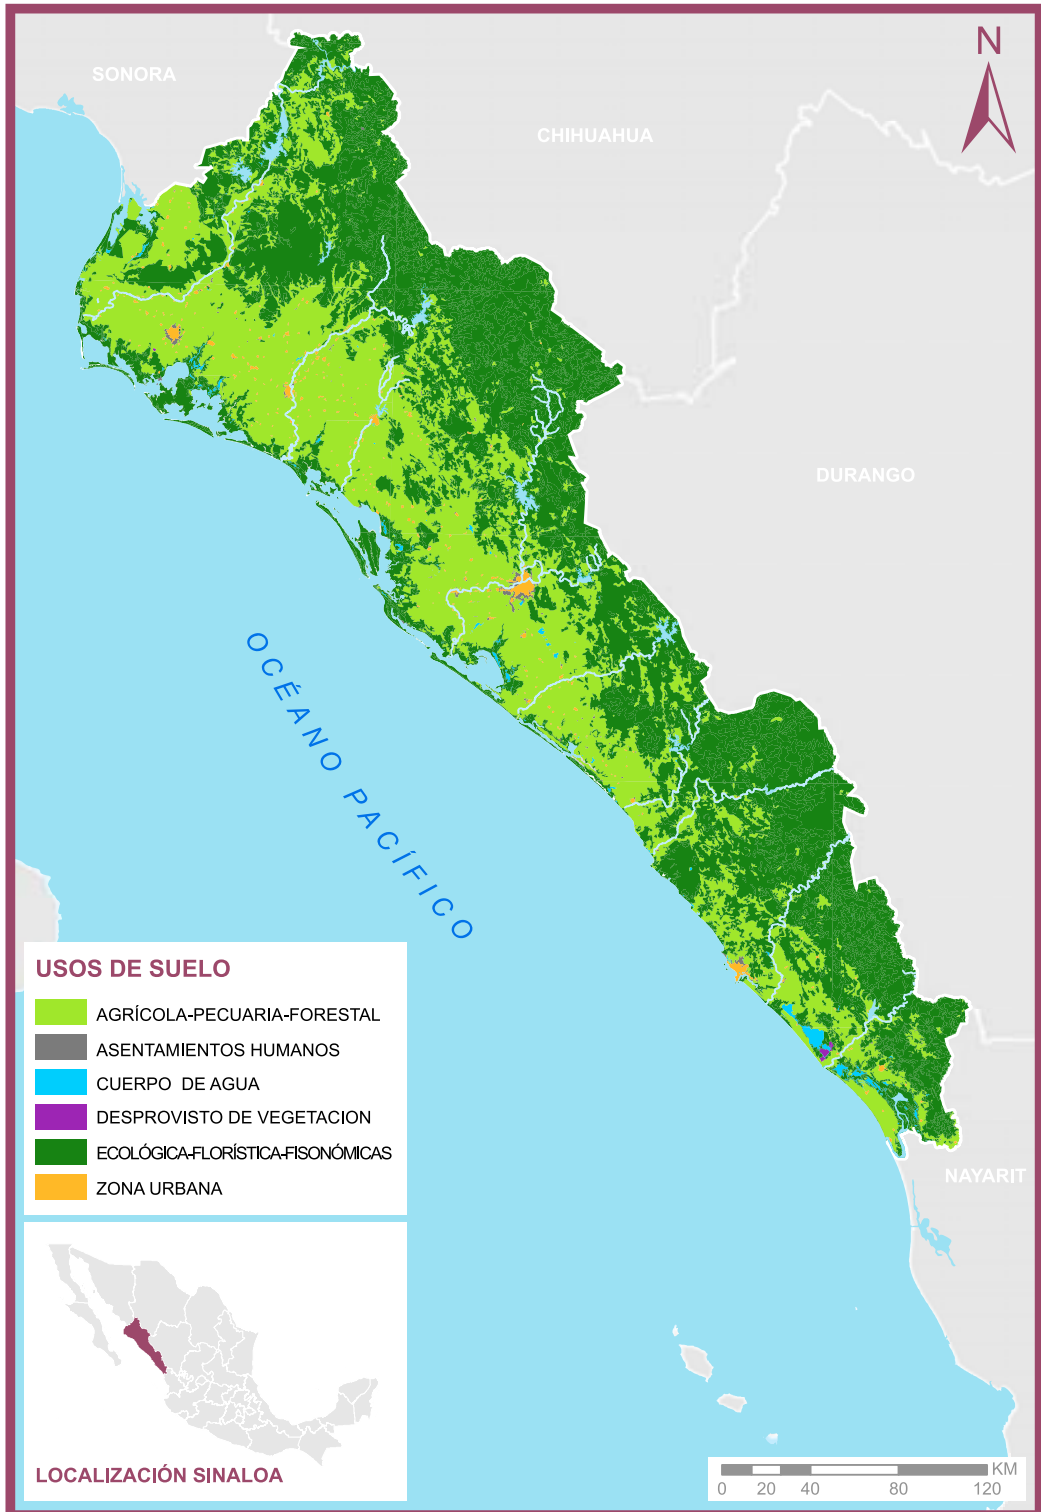 N
SONORA
CHIHUAHUA
DURANGO
OCÉANO PACÍFICO
USOS DE SUELO
AGRÍCOLA-PECUARIA-FORESTAL
ASENTAMIENTOS HUMANOS
CUERPO DE AGUA
DESPROVISTO DE VEGETACION
ECOLÓGICA-FLORÍSTICA-FISONÓMICAS
ZONA URBANA
NAYARIT
LOCALIZACIÓN SINALOA
KM
0 20 40 80 120